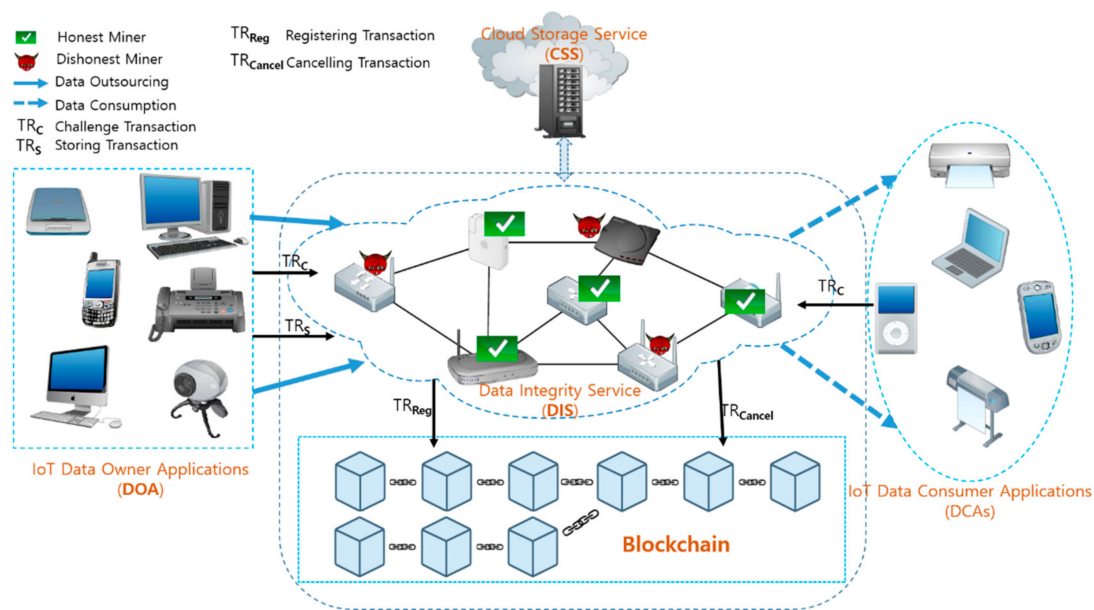 Honest Miner
Dishonest Miner
Data Outsourcing
Data Consumption
TRC Challenge Transaction
TRS Storing Transaction
TRReg Registering Transaction
TRCancel Cancelling Transaction
Cloud Storage Service
(CSS)
TRC
TRS
TRC
Data Integrity Service
(DIS)
TRReg
TRCancel
IoT Data Owner Applications
(DOA)
IoT Data Consumer Applications
(DCAs)
Blockchain